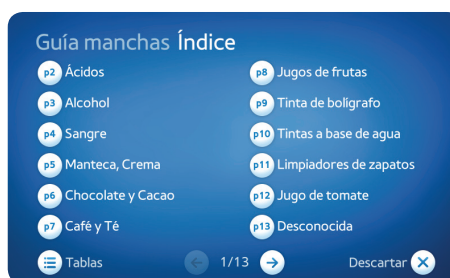 Guía manchas Índice
p2 Ácidos
p3 Alcohol
p4 Sangre
p5 Manteca, Crema
p6 Chocolate y Cacao
p7 Café y Té
p8 Jugos de frutas
p9 Tinta de bolígrafo
p10 Tintas a base de agua
p11 Limpiadores de zapatos
p12 Jugo de tomate
p13 Desconocida
Tablas
1/13
Descartar